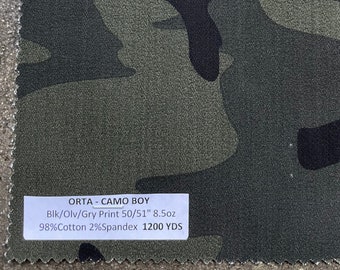 ORTA - CAMO BOY
Blk/Olv/Gry Print 50/51" 8.5oz
98%Cotton 2%Spandex 1200 YDS